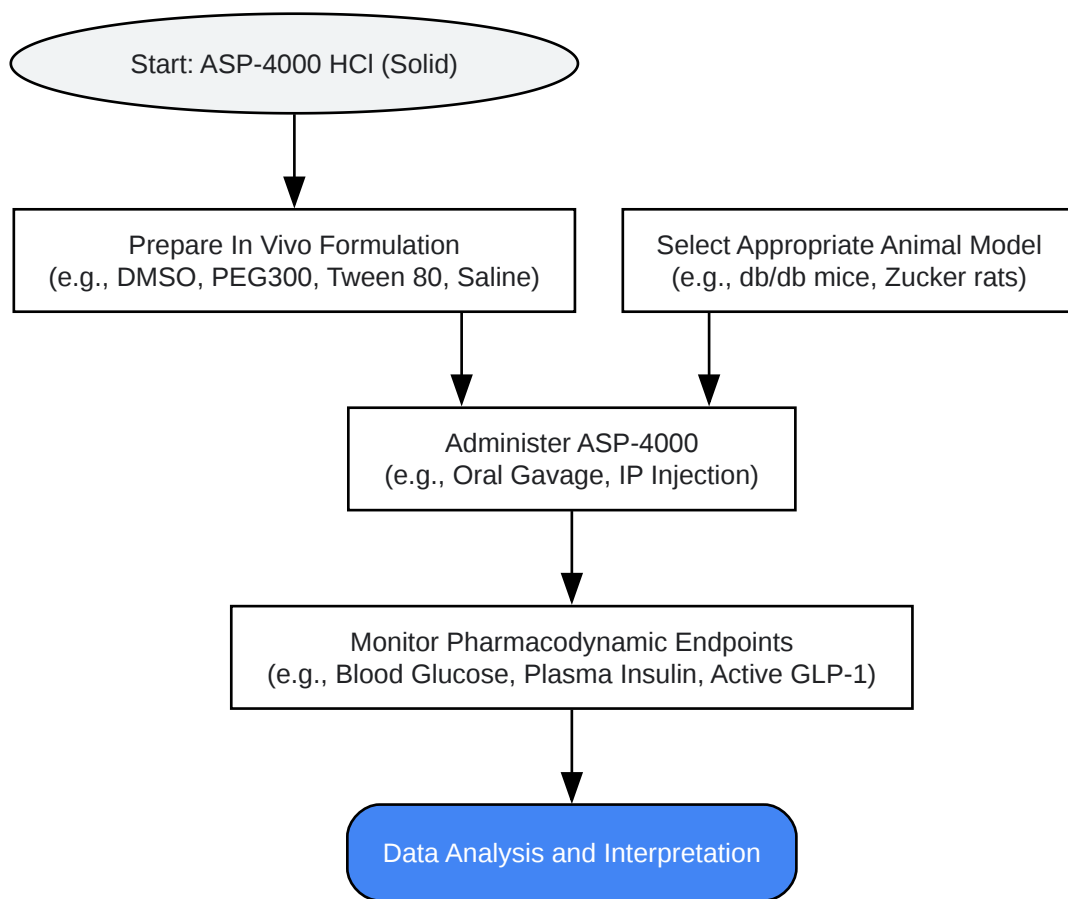 Start: ASP-4000 HCl (Solid)
Prepare In Vivo Formulation
(e.g., DMSO, PEG300, Tween 80, Saline)
Select Appropriate Animal Model
(e.g., db/db mice, Zucker rats)
Administer ASP-4000
(e.g., Oral Gavage, IP Injection)
Monitor Pharmacodynamic Endpoints
(e.g., Blood Glucose, Plasma Insulin, Active GLP-1)
Data Analysis and Interpretation